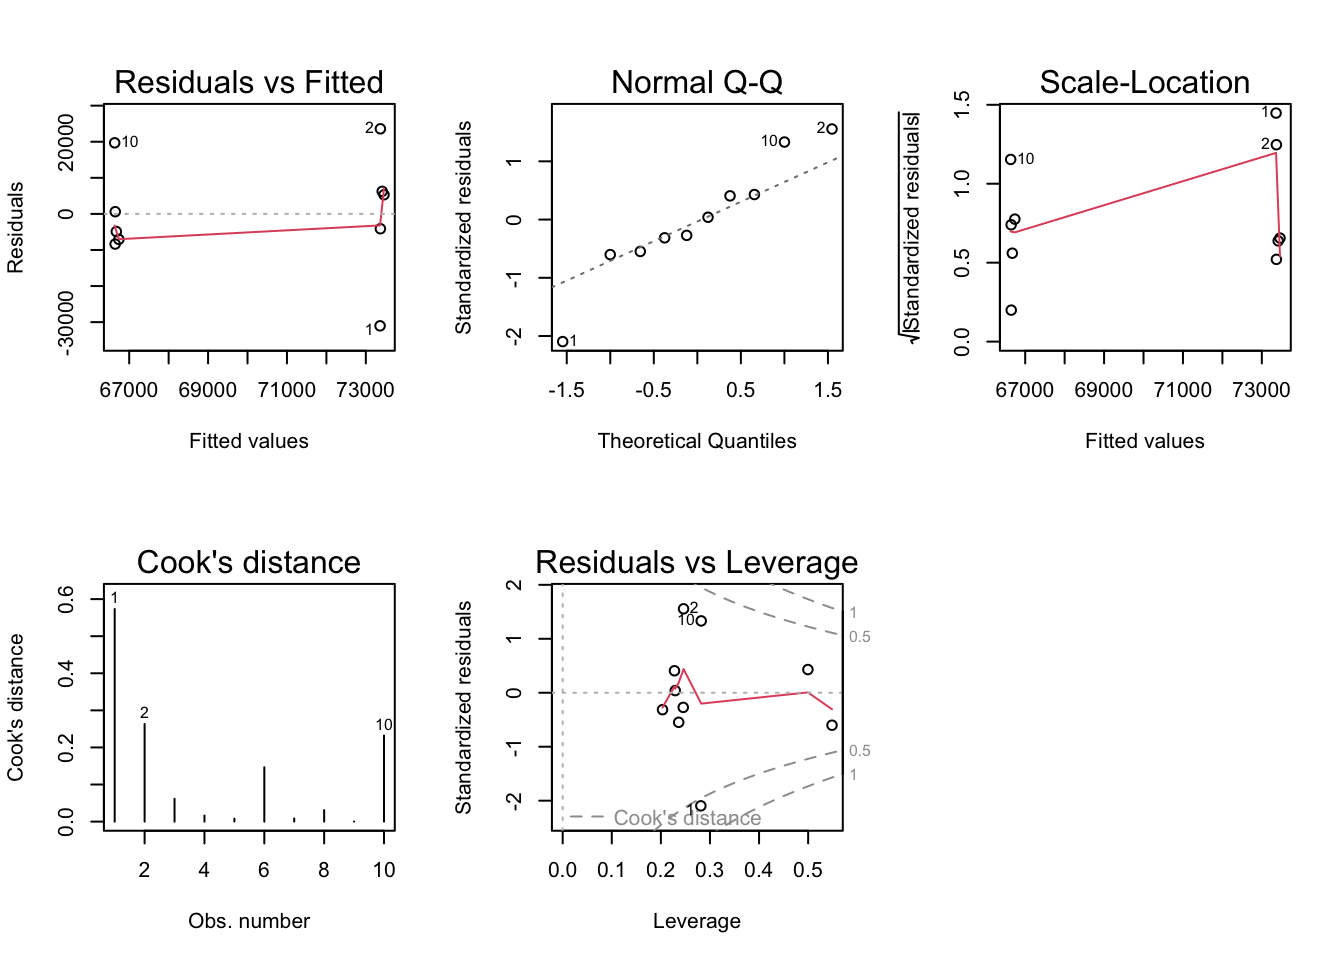 Residuals vs Fitted
Residuals
20000
0
-30000
10
2
1
67000 69000 71000 73000
Fitted values
Normal Q-Q
Standardized residuals
1
0
-1
-2
10
2
1
-1.5 -0.5 0.5 1.5
Theoretical Quantiles
Scale-Location
√|Standardized residuals|
1.5
1.0
0.5
0.0
1
2
10
67000 69000 71000 73000
Fitted values
Cook's distance
Cook's distance
0.6
0.4
0.2
0.0
1
2
10
2 4 6 8 10
Obs. number
Residuals vs Leverage
Standardized residuals
2
1
0
-1
-2
2
10
1
1
0.5
0.5
1
Cook's distance
0.0 0.1 0.2 0.3 0.4 0.5
Leverage